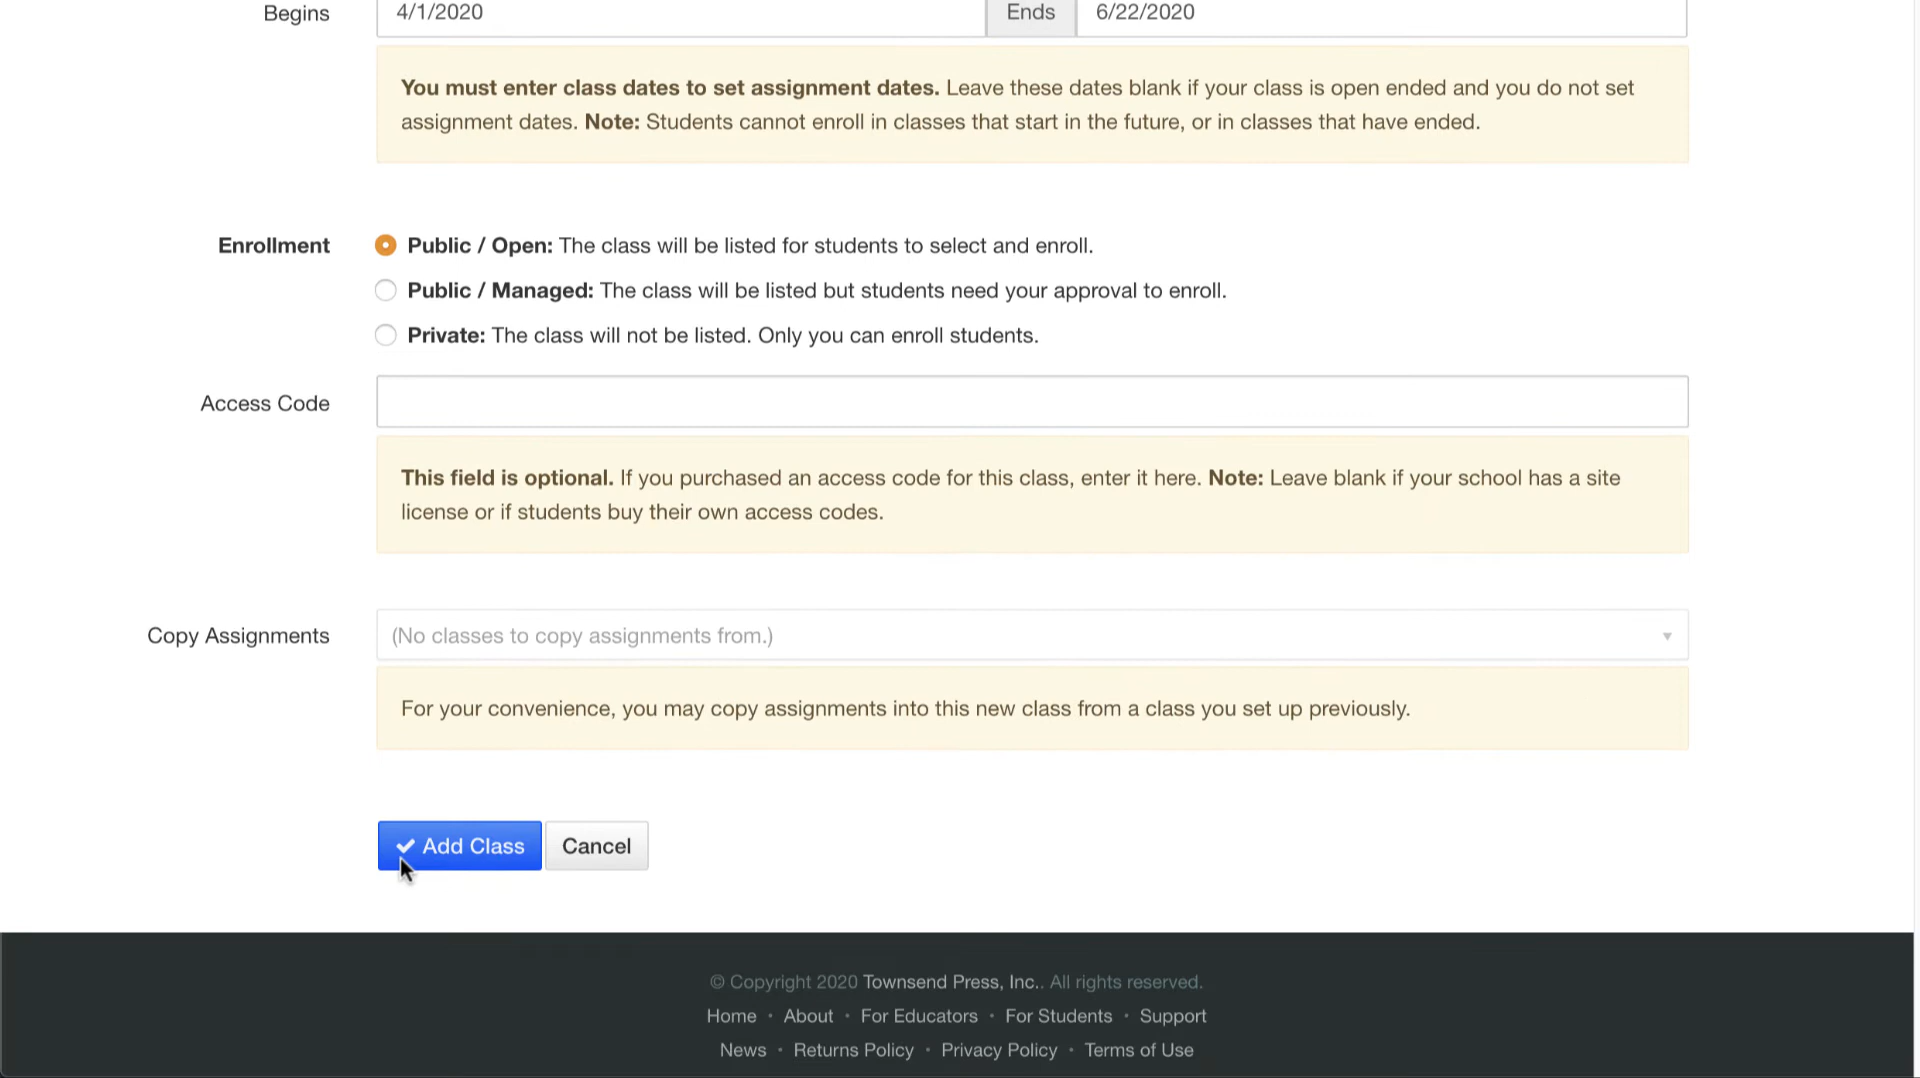 Begins 4/1/2020 Ends 6/22/2020
You must enter class dates to set assignment dates. Leave these dates blank if your class is open ended and you do not set
assignment dates. Note: Students cannot enroll in classes that start in the future, or in classes that have ended.
Enrollment Public / Open: The class will be listed for students to select and enroll.
Public / Managed: The class will be listed but students need your approval to enroll.
Private: The class will not be listed. Only you can enroll students.
Access Code
This field is optional. If you purchased an access code for this class, enter it here. Note: Leave blank if your school has a site
license or if students buy their own access codes.
Copy Assignments (No classes to copy assignments from.)
For your convenience, you may copy assignments into this new class from a class you set up previously.
Add Class Cancel
© Copyright 2020 Townsend Press, Inc.. All rights reserved.
Home • About • For Educators • For Students • Support
News • Returns Policy • Privacy Policy • Terms of Use